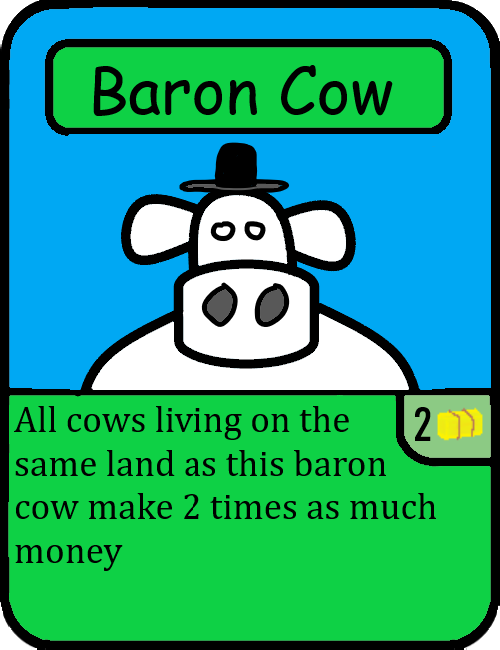 Baron Cow
2
All cows living on the
same land as this baron
cow make 2 times as much
money